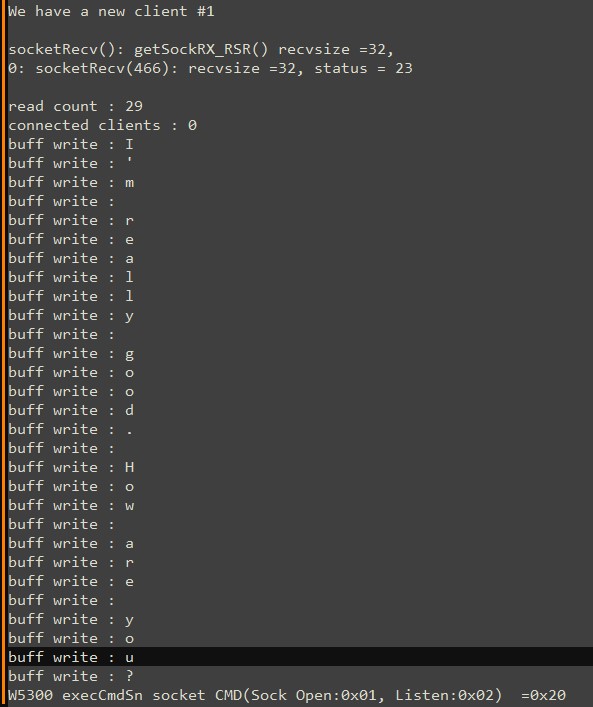 We have a new client #1
socketRecv(): getSockRX_RSR() recvsize =32,
0: socketRecv(466): recvsize =32, status = 23
read count : 29
connected clients : 0
buff write : I
buff write : '
buff write : m
buff write :
buff write : r
buff write : e
buff write : a
buff write : l
buff write : l
buff write : y
buff write :
buff write : g
buff write : o
buff write : o
buff write : d
buff write : .
buff write :
buff write : H
buff write : o
buff write : w
buff write :
buff write : a
buff write : r
buff write : e
buff write :
buff write : y
buff write : o
buff write : u
buff write : ?
W5300 execCmdSn socket CMD(Sock Open:0x01, Listen:0x02)  =0x20